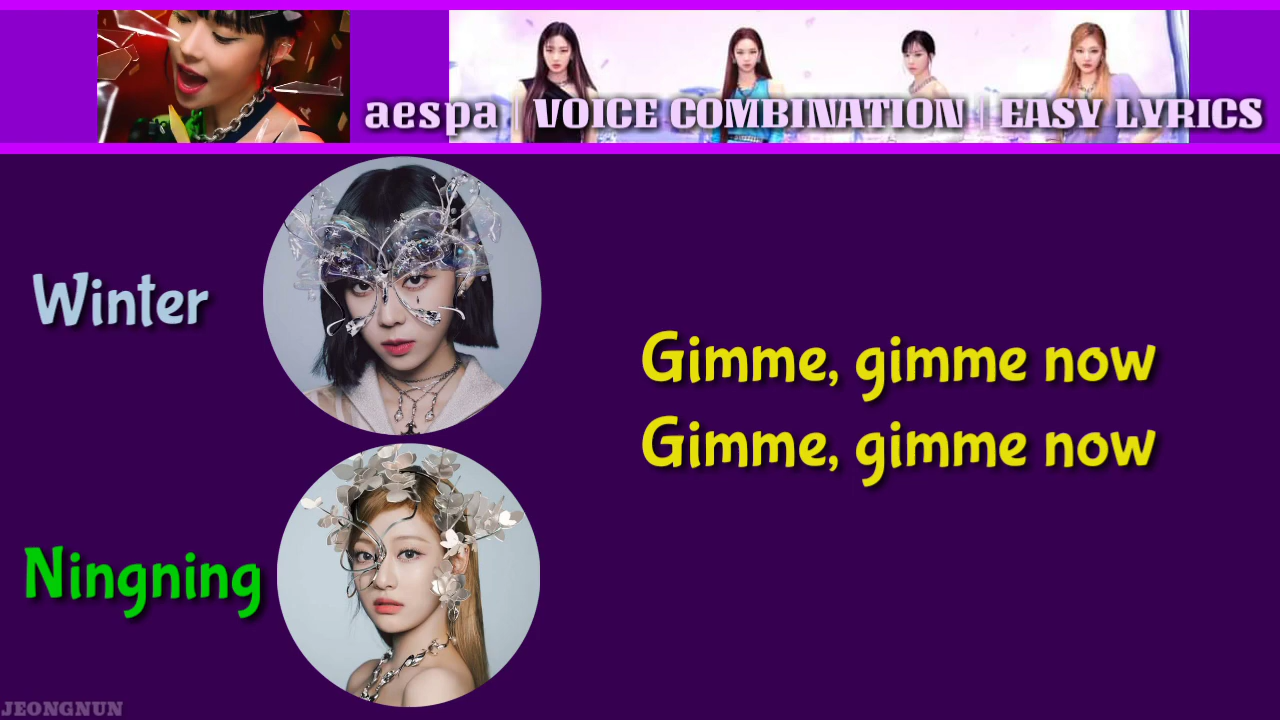 aespa | VOICE COMBINATION | EASY LYRICS
Winter
Gimme, gimme now
Gimme, gimme now
Ningning
JEONGNUN